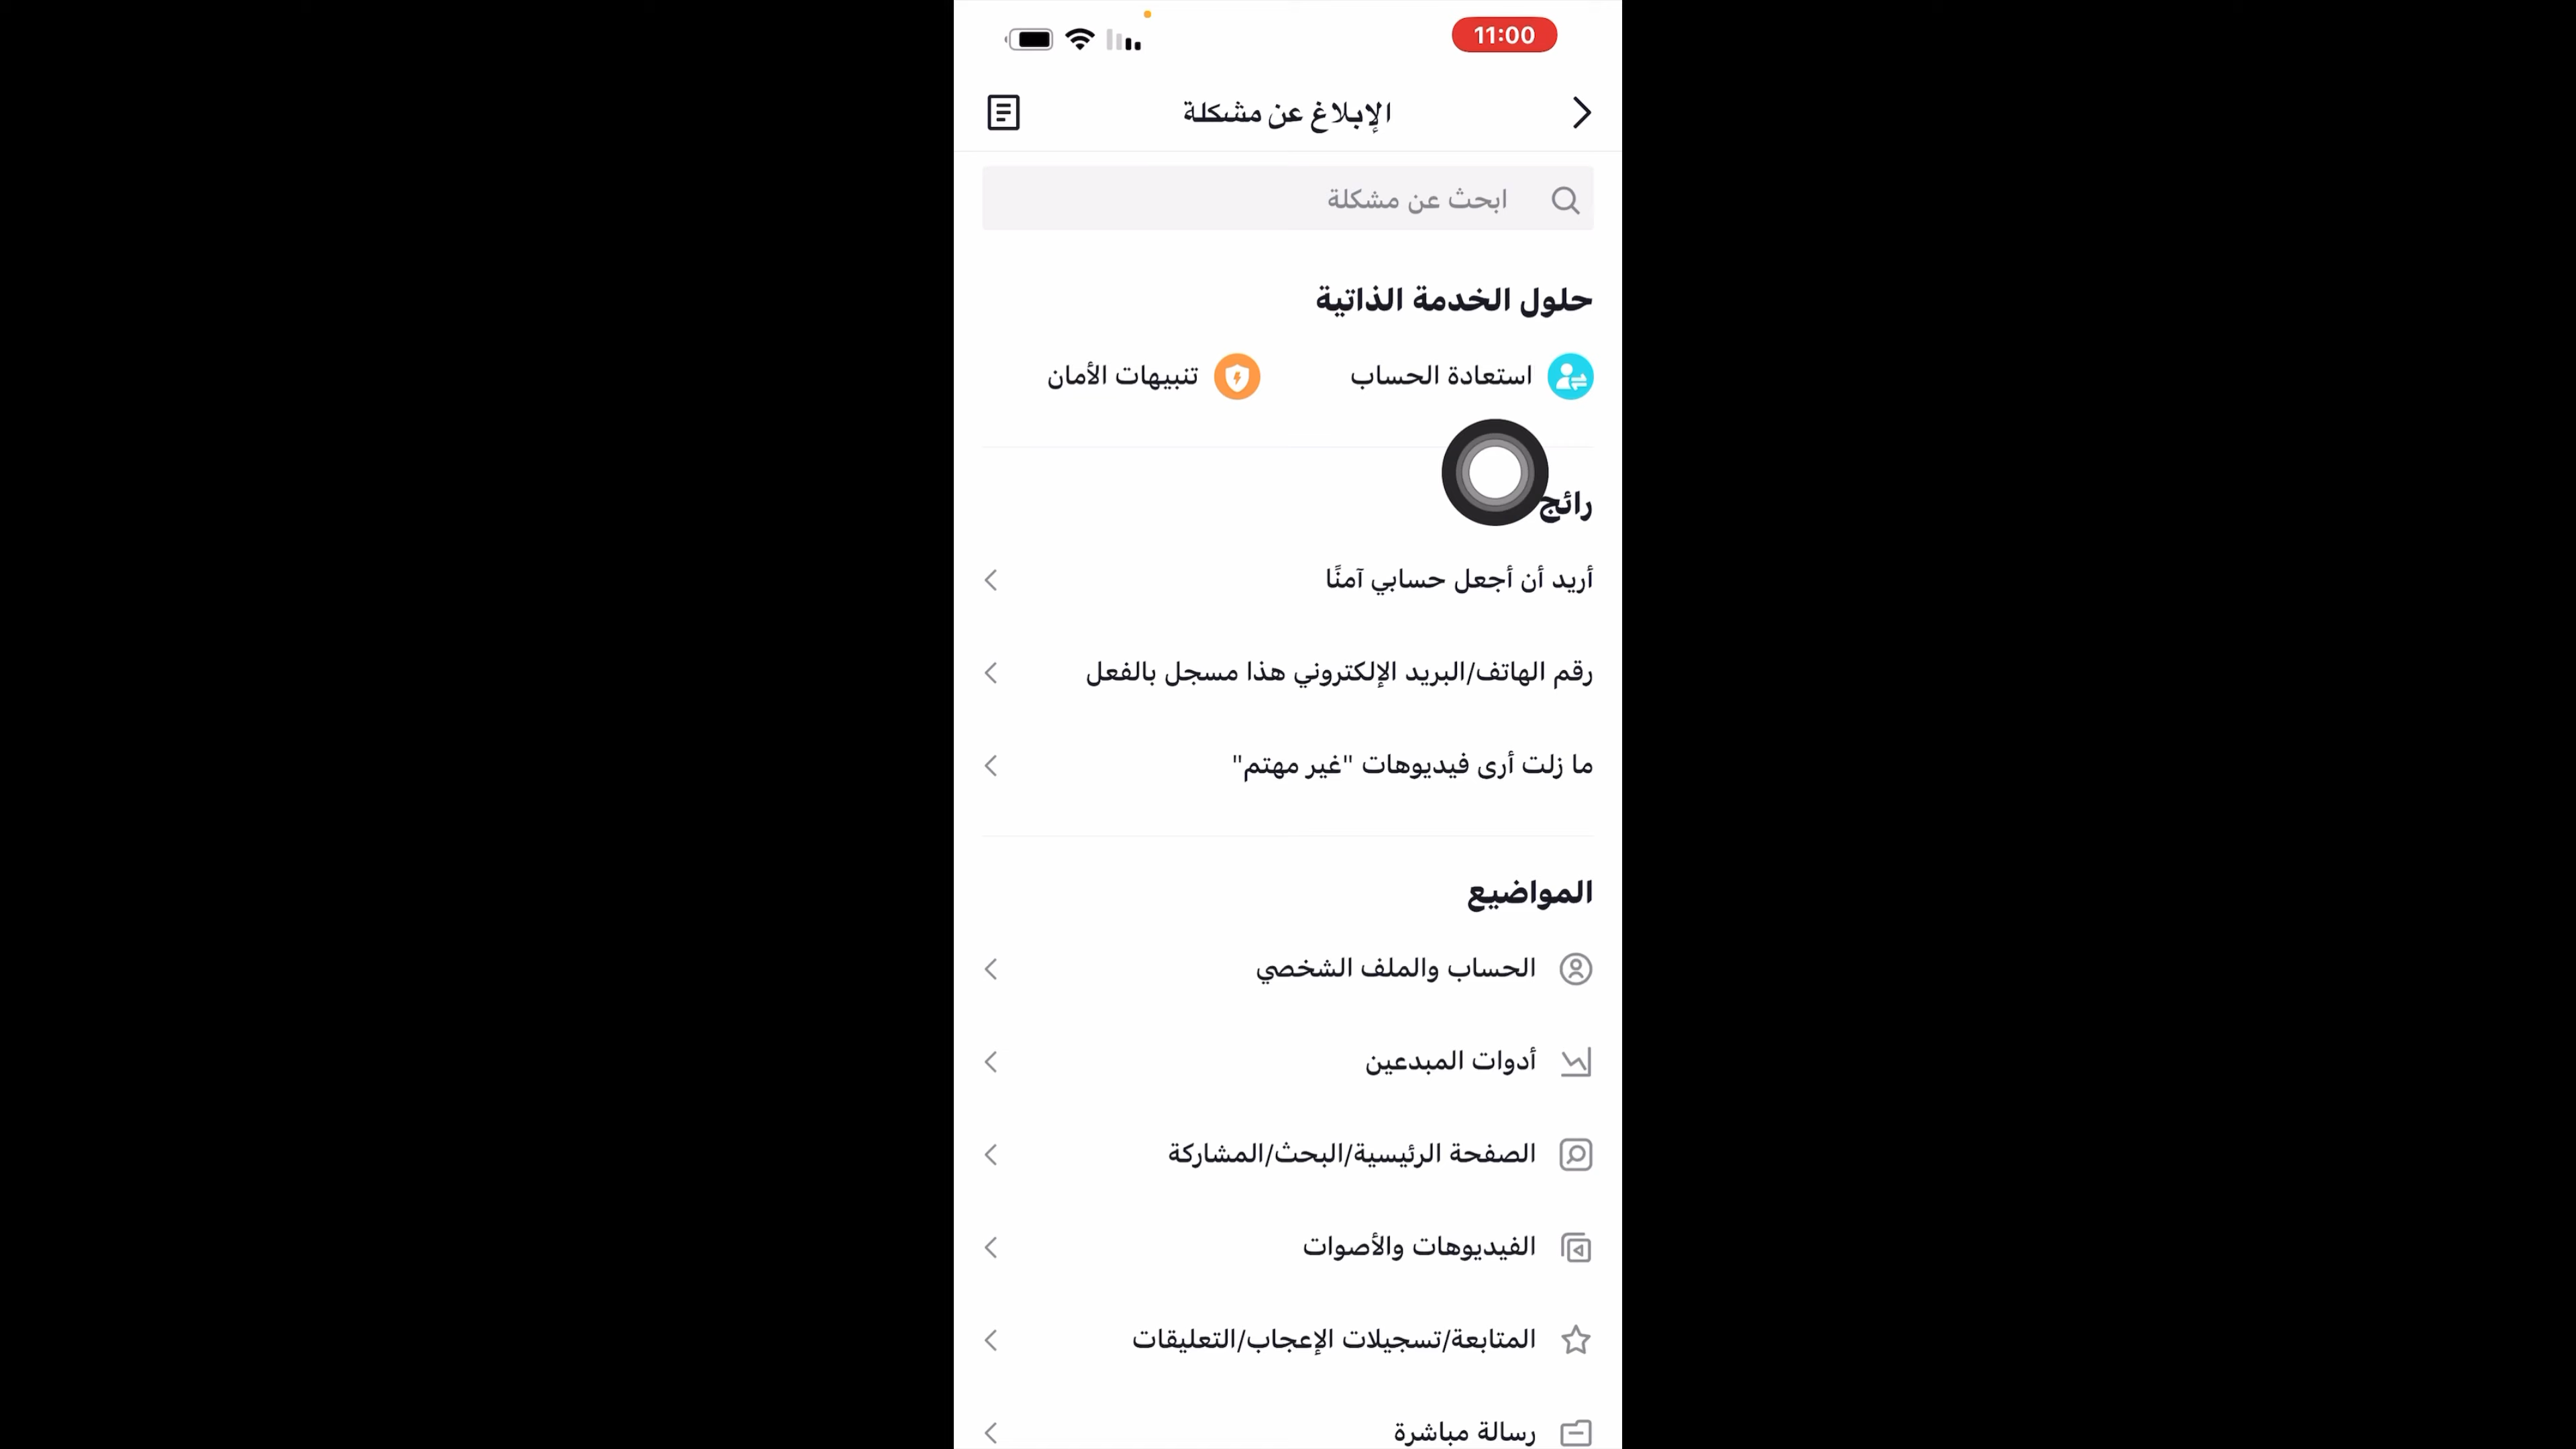 11:00
الإبلاغ عن مشكلة
ابحث عن مشكلة
حلول الخدمة الذاتية
استعادة الحساب
تنبيهات الأمان
رائج
أريد أن أجعل حسابي آمنًا
رقم الهاتف/البريد الإلكتروني هذا مسجل بالفعل
ما زلت أرى فيديوهات "غير مهتم"
المواضيع
الحساب والملف الشخصي
أدوات المبدعين
الصفحة الرئيسية/البحث/المشاركة
الفيديوهات والأصوات
المتابعة/تسجيلات الإعجاب/التعليقات
رسالة مباشرة